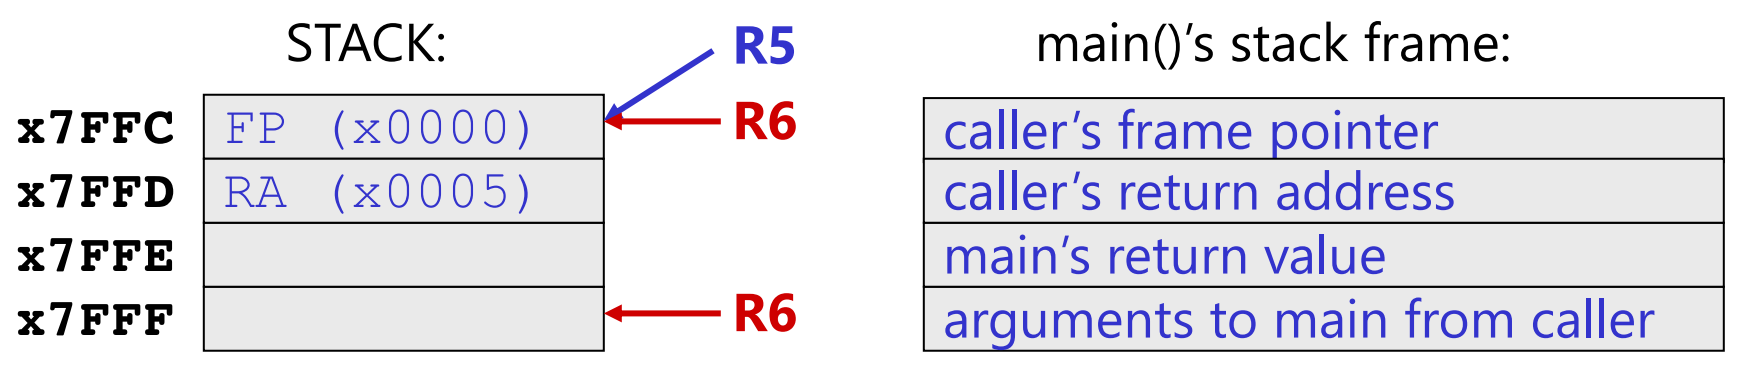 STACK:
R5
main()’s stack frame:
x7FFC FP (x0000)
R6
caller’s frame pointer
x7FFD RA (x0005)
caller’s return address
x7FFE
main’s return value
x7FFF
R6
arguments to main from caller